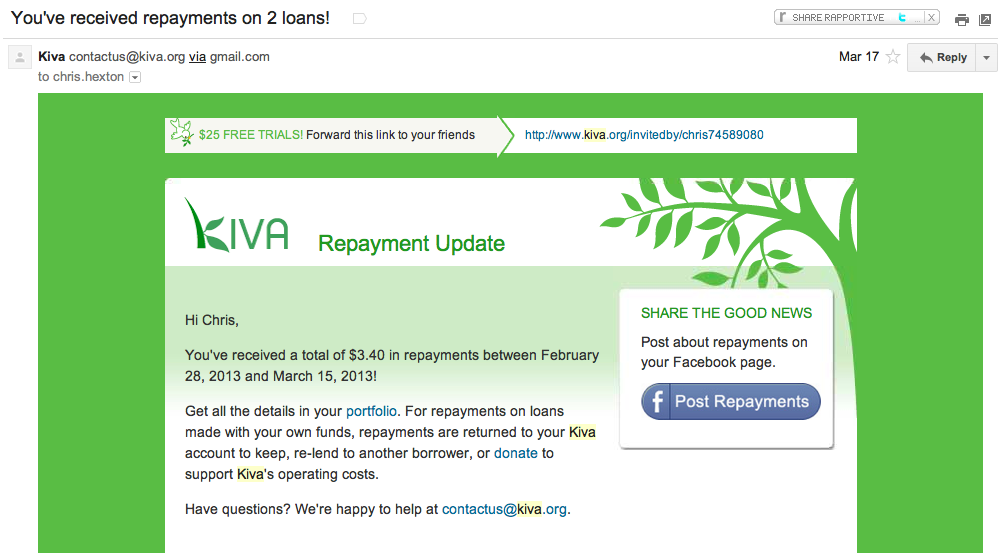 You've received repayments on 2 loans!
r SHARE RAPPORTIVE t ... X
Kiva contactus@kiva.org via gmail.com
Mar 17
Reply
to chris.hexton
$25 FREE TRIALS! Forward this link to your friends
http://www.kiva.org/invitedby/chris74589080
KIVA
Repayment Update
Hi Chris,
You've received a total of $3.40 in repayments between February
28, 2013 and March 15, 2013!
Get all the details in your portfolio. For repayments on loans
made with your own funds, repayments are returned to your Kiva
account to keep, re-lend to another borrower, or donate to
support Kiva's operating costs.
Have questions? We're happy to help at contactus@kiva.org.
SHARE THE GOOD NEWS
Post about repayments on
your Facebook page.
f Post Repayments